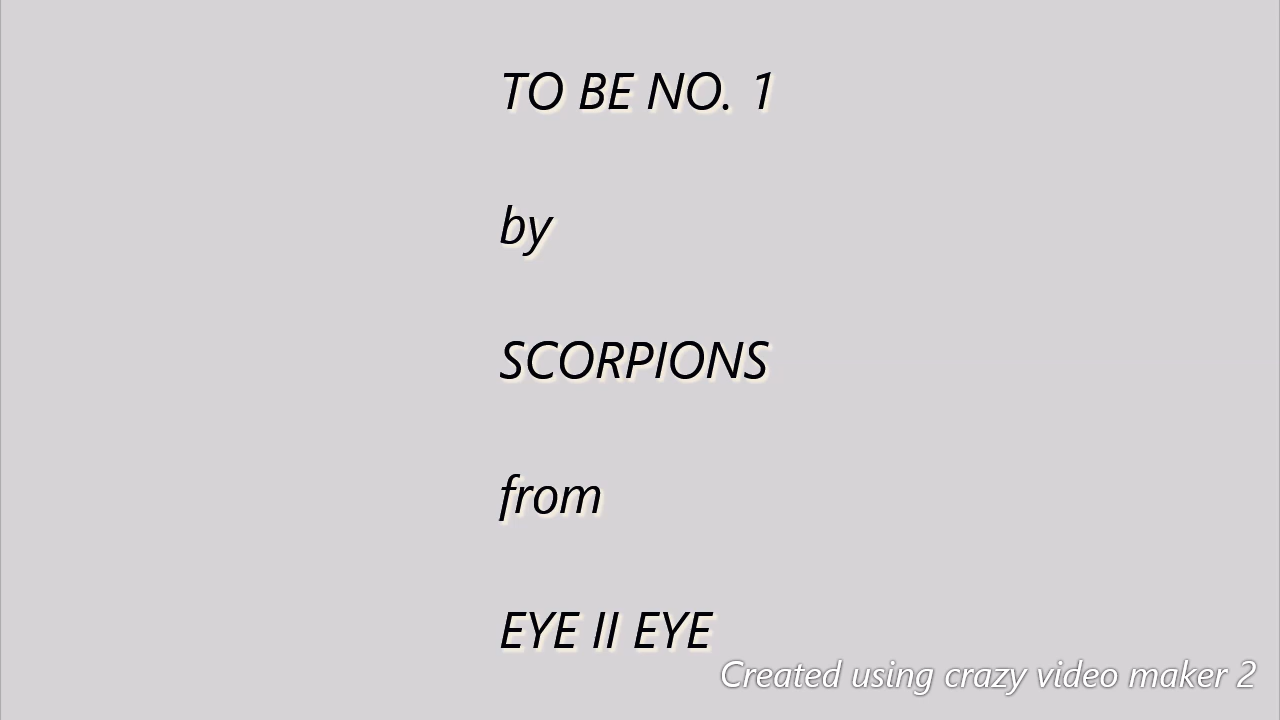 TO BE NO. 1
by
SCORPIONS
from
EYE II EYE
Created using crazy video maker 2